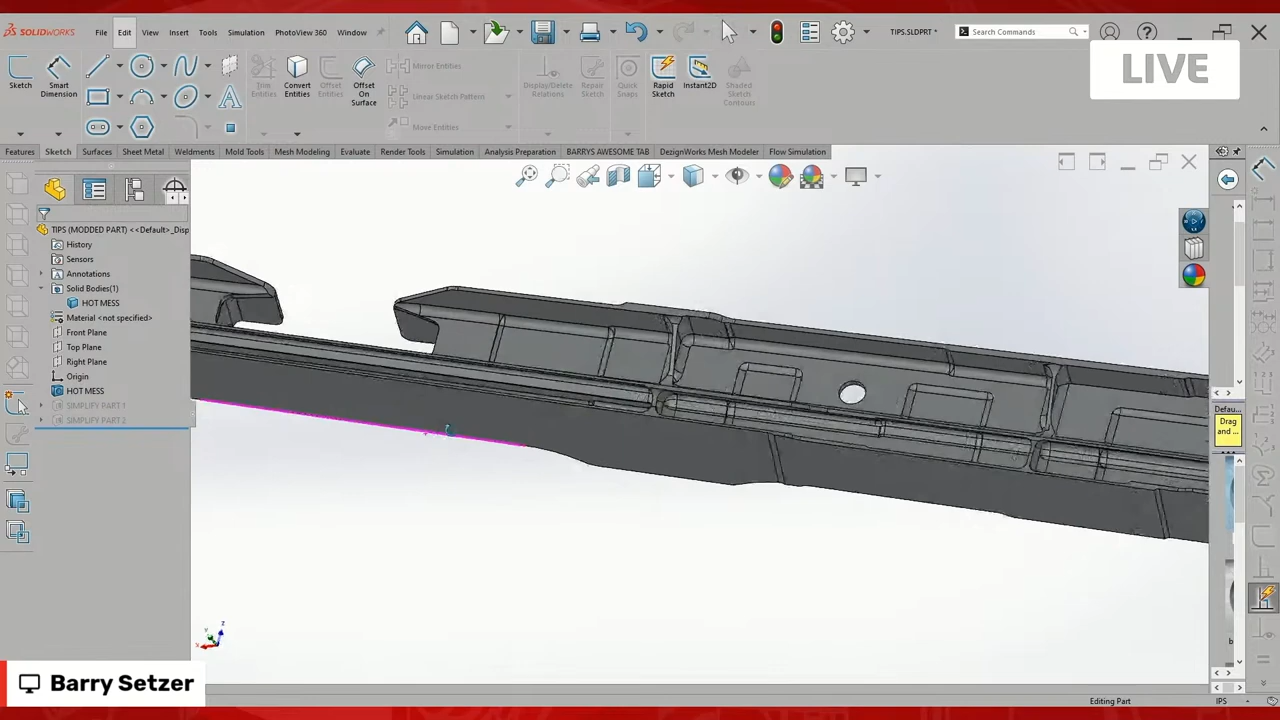 SOLIDWORKS File Edit View Insert Tools Simulation PhotoView 360 Window TIPS.SLDPRT * Search Commands
LIVE
Sketch Smart Dimension Trim Entities Convert Entities Offset Entities Offset On Surface Mirror Entities Linear Sketch Pattern Move Entities Display/Delete Relations Repair Sketch Quick Snaps Rapid Sketch Instant2D Shaded Sketch Contours
Features Sketch Surfaces Sheet Metal Weldments Mold Tools Mesh Modeling Evaluate Render Tools Simulation Analysis Preparation BARRYS AWESOME TAB DezignWorks Mesh Modeler Flow Simulation
TIPS (MODDED PART) <<Default>_Disp
History
Sensors
Annotations
Solid Bodies(1)
HOT MESS
Material <not specified>
Front Plane
Top Plane
Right Plane
Origin
HOT MESS
SIMPLIFY PART 1
SIMPLIFY PART 2
Defau...
Drag
and ...
Barry Setzer
Editing Part IPS